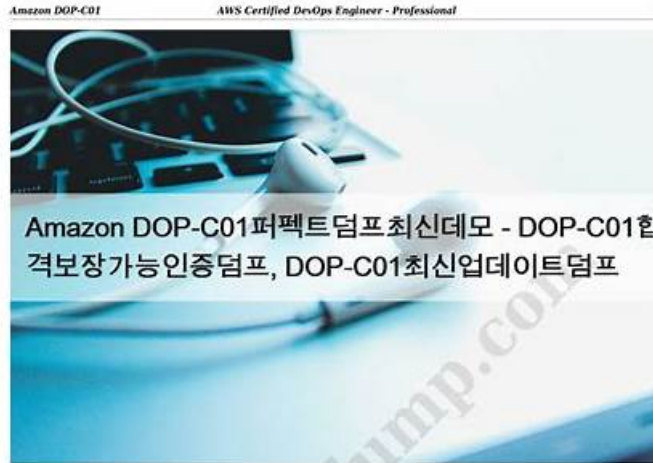 Amazon DOP-C01
AWS Certified DevOps Engineer - Professional
Amazon DOP-C01퍼펙트덤프최신데모 - DOP-C01합
격보장가능인증덤프, DOP-C01최신업데이트덤프